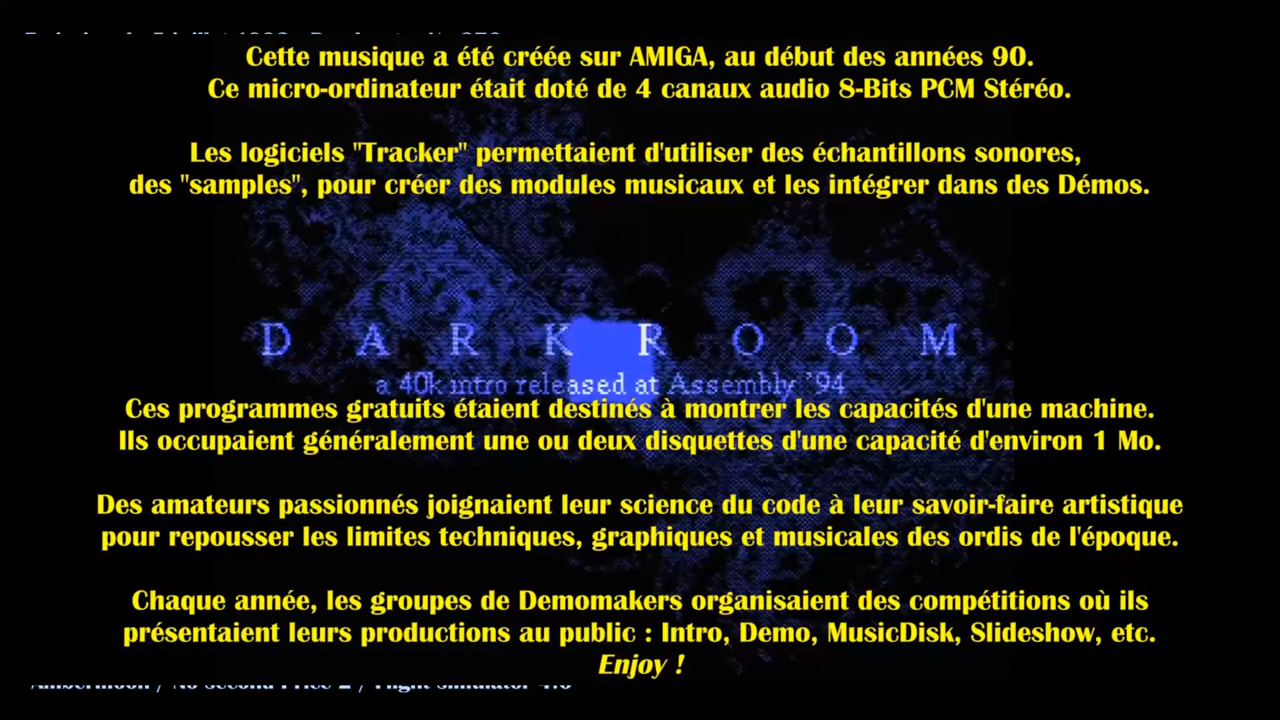 Cette musique a été créée sur AMIGA, au début des années 90.
Ce micro-ordinateur était doté de 4 canaux audio 8-Bits PCM Stéréo.
Les logiciels "Tracker" permettaient d'utiliser des échantillons sonores,
des "samples", pour créer des modules musicaux et les intégrer dans des Démos.
D A R K R O O M
a 40k intro released at Assembly '94
Ces programmes gratuits étaient destinés à montrer les capacités d'une machine.
Ils occupaient généralement une ou deux disquettes d'une capacité d'environ 1 Mo.
Des amateurs passionnés joignaient leur science du code à leur savoir-faire artistique
pour repousser les limites techniques, graphiques et musicales des ordis de l'époque.
Chaque année, les groupes de Demomakers organisaient des compétitions où ils
présentaient leurs productions au public : Intro, Demo, MusicDisk, Slideshow, etc.
Enjoy !